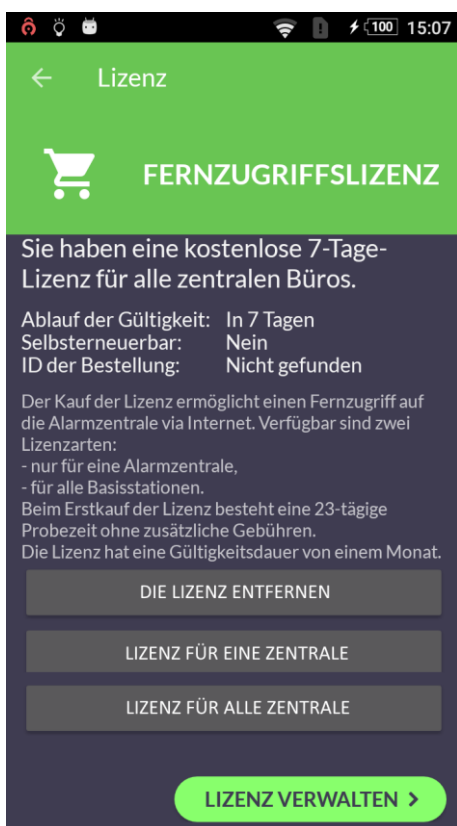 100 15:07
Lizenz
FERNZUGRIFFSLIZENZ
Sie haben eine kostenlose 7-Tage-
Lizenz für alle zentralen Büros.
Ablauf der Gültigkeit: In 7 Tagen
Selbsterneuerbar: Nein
ID der Bestellung: Nicht gefunden
Der Kauf der Lizenz ermöglicht einen Fernzugriff auf
die Alarmzentrale via Internet. Verfügbar sind zwei
Lizenzarten:
- nur für eine Alarmzentrale,
- für alle Basisstationen.
Beim Erstkauf der Lizenz besteht eine 23-tägige
Probezeit ohne zusätzliche Gebühren.
Die Lizenz hat eine Gültigkeitsdauer von einem Monat.
DIE LIZENZ ENTFERNEN
LIZENZ FÜR EINE ZENTRALE
LIZENZ FÜR ALLE ZENTRALE
LIZENZ VERWALTEN